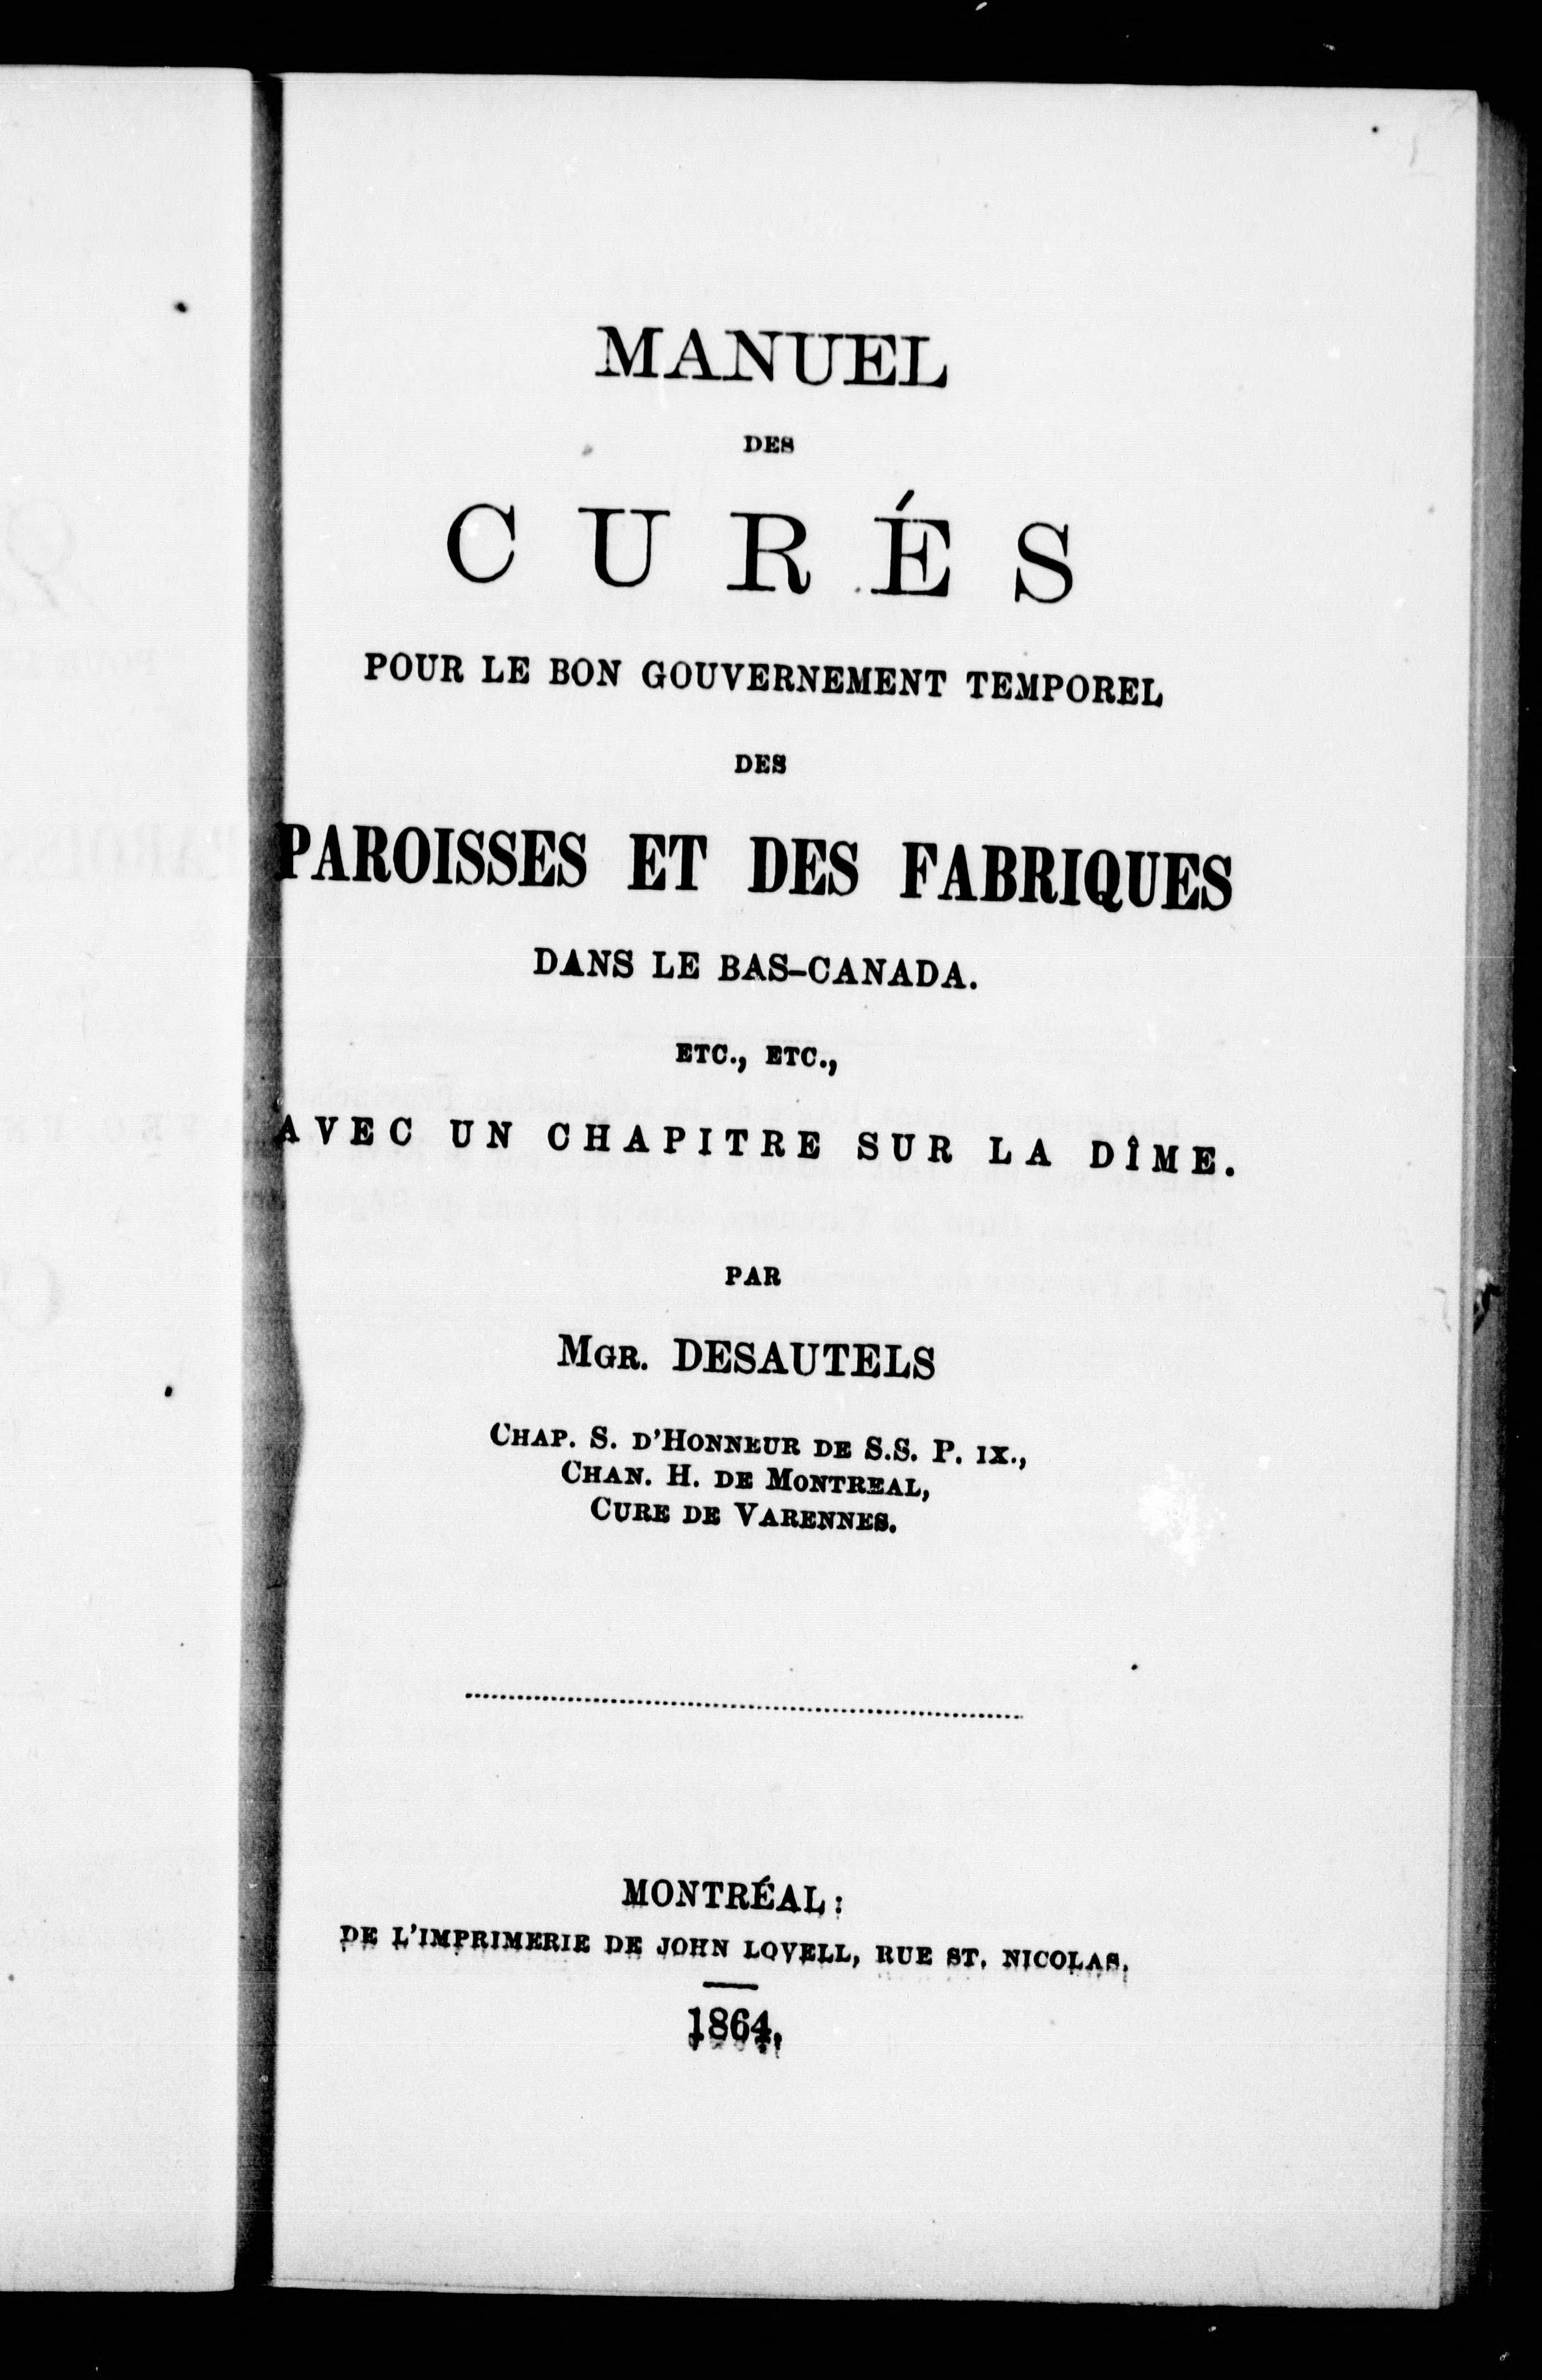 MANUEL
DES
CURÉS
POUR LE BON GOUVERNEMENT TEMPOREL
DES
PAROISSES ET DES FABRIQUES
DANS LE BAS-CANADA.
ETC., ETC.,
AVEC UN CHAPITRE SUR LA DÎME.
PAR
MGR. DESAUTELS
CHAP. S. D'HONNEUR DE S.S. P. IX.,
CHAN. H. DE MONTREAL,
CURE DE VARENNES.
MONTRÉAL:
DE L'IMPRIMERIE DE JOHN LOVELL, RUE ST. NICOLAS.
1864.